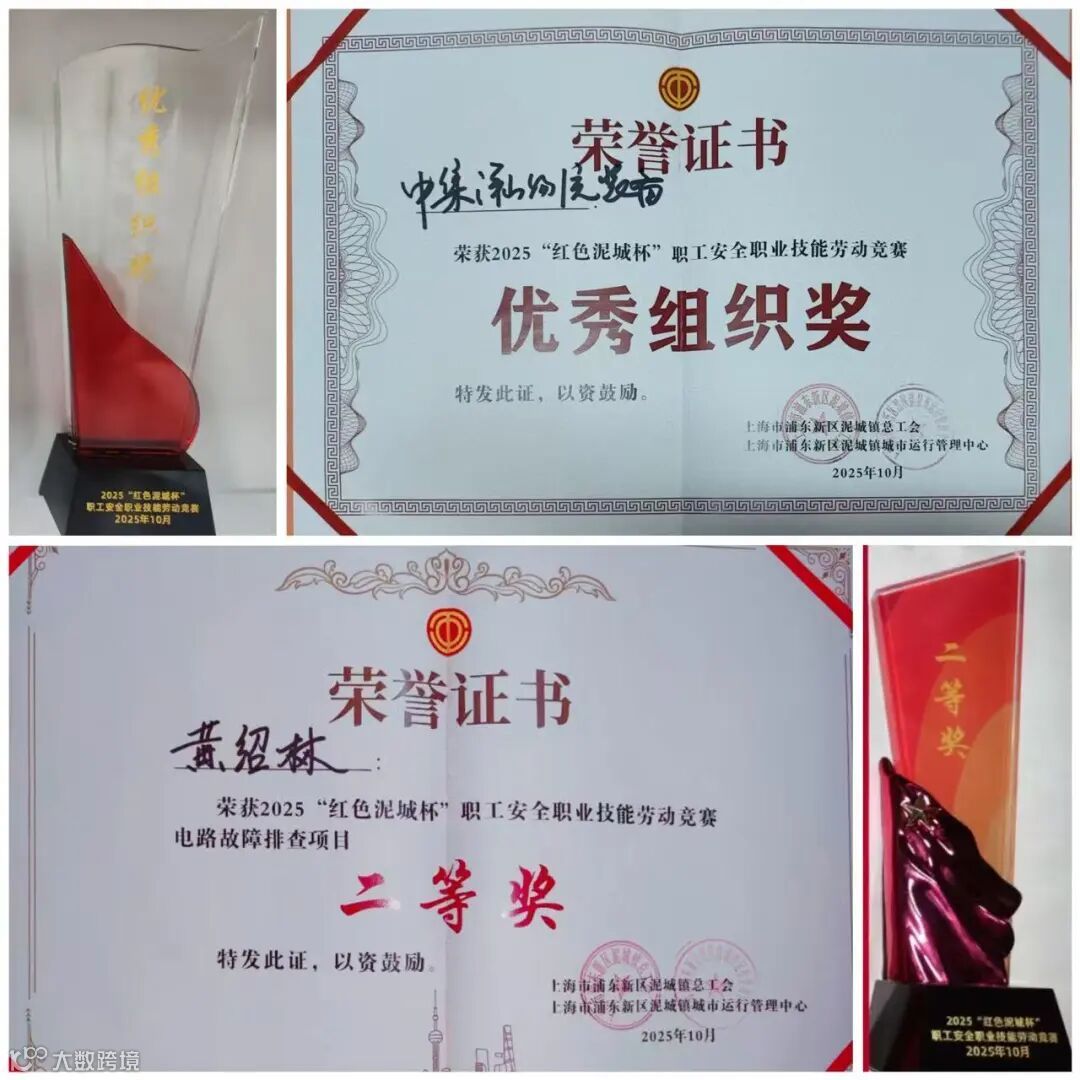 优秀组织奖
2025“红色泥城杯”
职工安全职业技能劳动竞赛
2025年10月
荣誉证书
中集
荣获2025“红色泥城杯”职工安全职业技能劳动竞赛
优秀组织奖
特发此证，以资鼓励。
上海市浦东新区泥城镇总工会
上海市浦东新区泥城镇城市运行管理中心
2025年10月
荣誉证书
黄绍林：
荣获2025“红色泥城杯”职工安全职业技能劳动竞赛
电路故障排查项目
二等奖
特发此证，以资鼓励。
上海市浦东新区泥城镇总工会
上海市浦东新区泥城镇城市运行管理中心
2025年10月
二等奖
2025“红色泥城杯”
职工安全职业技能劳动竞赛
2025年10月
大数跨境